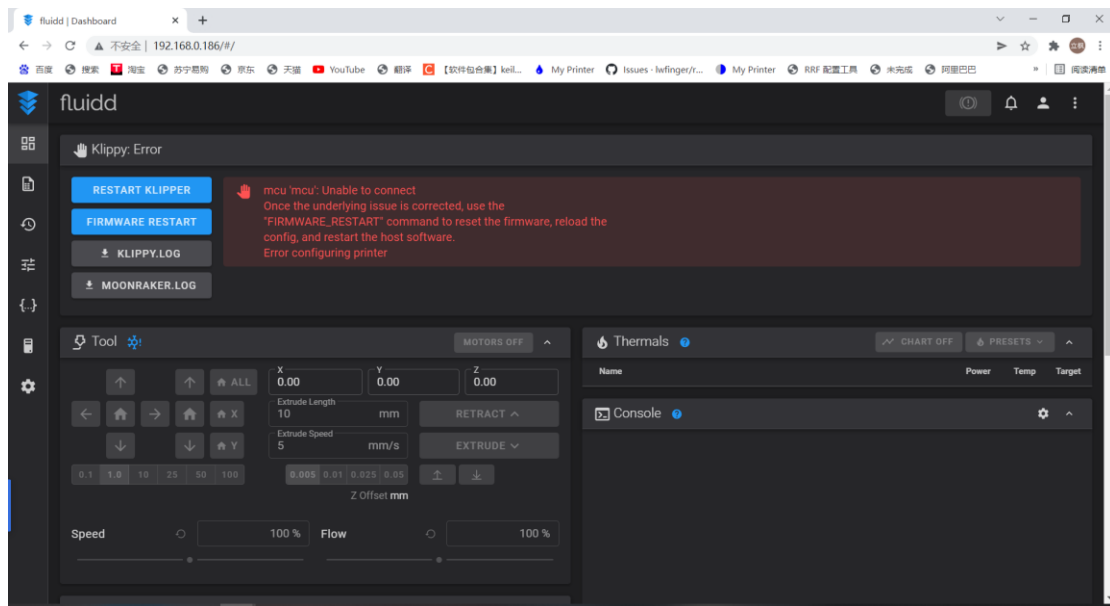 fluidd | Dashboard
不安全 | 192.168.0.186/#/
百度 搜索 淘宝 苏宁易购 京东 天猫 YouTube 翻译 【软件包合集】keil... My Printer Issues · lwfinger/r... My Printer RRF 配置工具 未完成 阿里巴巴 » 阅读清单
fluidd
Klippy: Error
RESTART KLIPPER
FIRMWARE RESTART
KLIPPY.LOG
MOONRAKER.LOG
mcu 'mcu': Unable to connect
Once the underlying issue is corrected, use the
"FIRMWARE_RESTART" command to reset the firmware, reload the
config, and restart the host software.
Error configuring printer
Tool
MOTORS OFF
ALL
X
Y
X
0.00
Y
0.00
Z
0.00
Extrude Length
10 mm
RETRACT
Extrude Speed
5 mm/s
EXTRUDE
0.1 1.0 10 25 50 100
0.005 0.01 0.025 0.05
Z Offset mm
Speed 100 %
Flow 100 %
Thermals
CHART OFF
PRESETS
Name Power Temp Target
Console